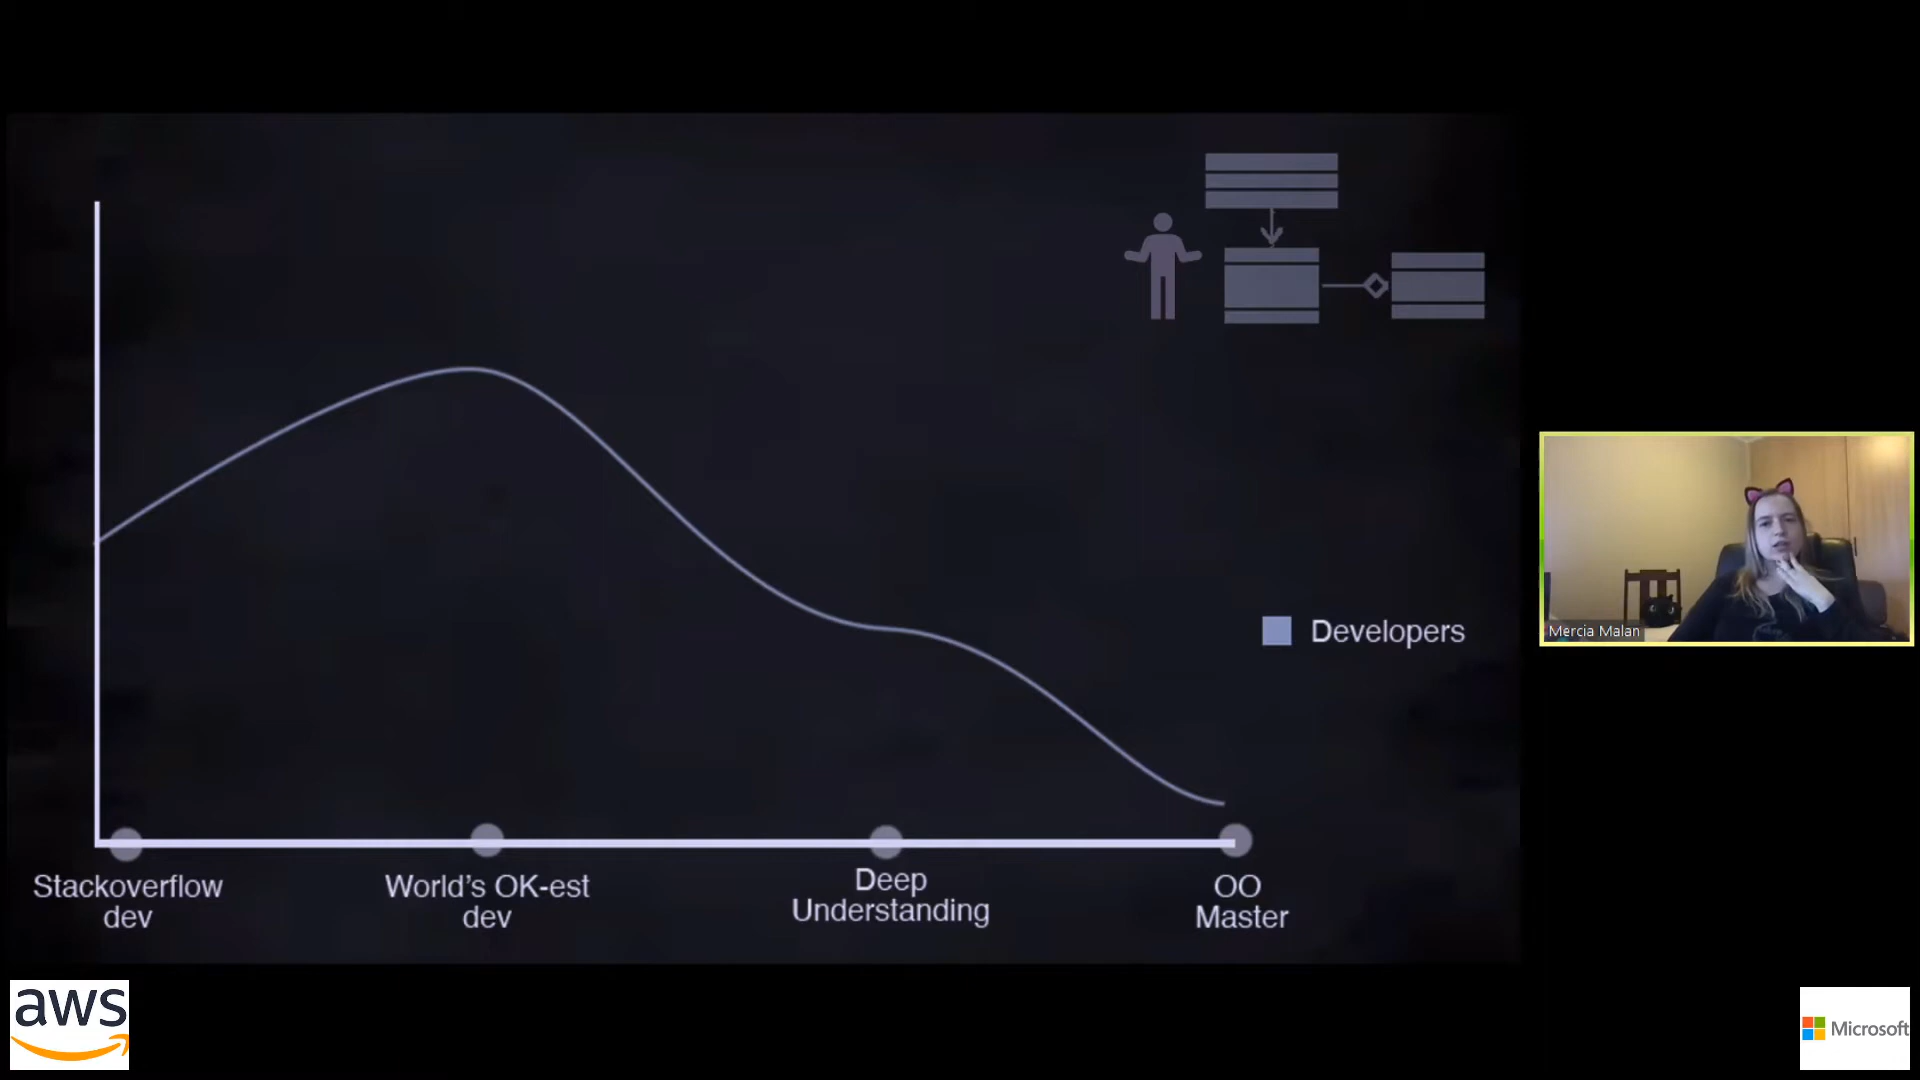 Developers
Mercia Malan
Stackoverflow
dev
World's OK-est
dev
Deep
Understanding
OO
Master
aws
Microsoft